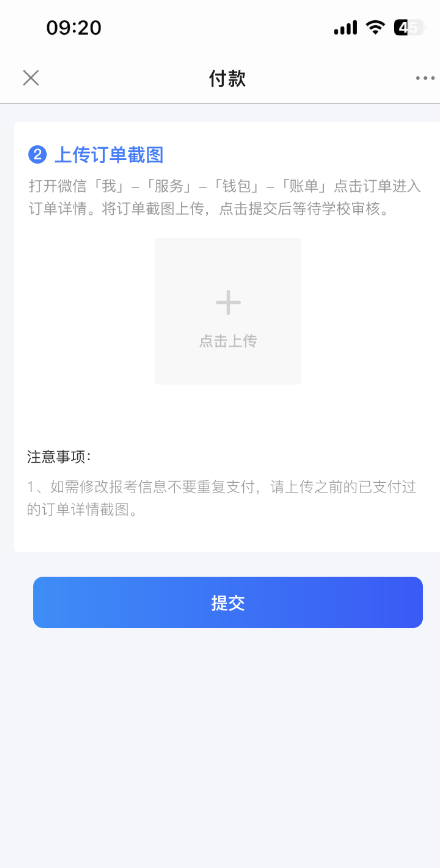 09:20
45
付款
2 上传订单截图
打开微信「我」-「服务」-「钱包」-「账单」点击订单进入
订单详情。将订单截图上传，点击提交后等待学校审核。
点击上传
注意事项：
1、如需修改报考信息不要重复支付，请上传之前的已支付过
的订单详情截图。
提交